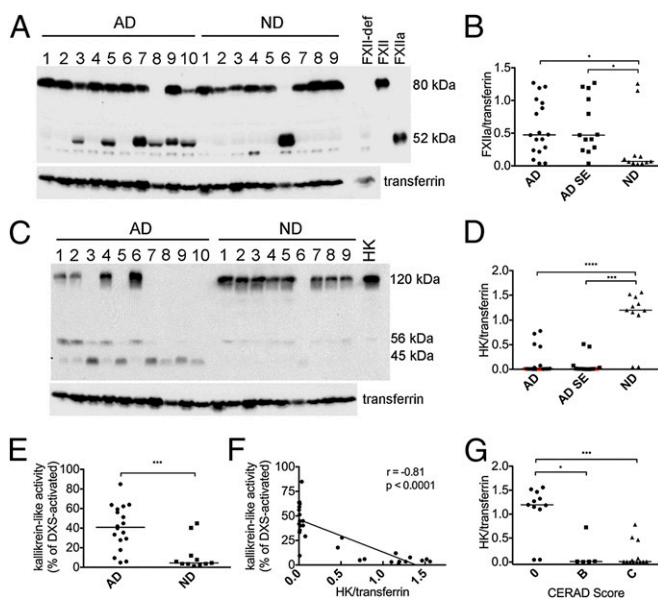 A
AD
ND
1 2 3 4 5 6 7 8 9 10 1 2 3 4 5 6 7 8 9
FXII-def
FXII
FXIIa
80 kDa
52 kDa
transferrin
B
FXIIa/transferrin
1.5
1.0
0.5
0.0
*
*
AD
AD SE
ND
C
AD
ND
1 2 3 4 5 6 7 8 9 10 1 2 3 4 5 6 7 8 9
HK
120 kDa
56 kDa
45 kDa
transferrin
D
HK/transferrin
2.0
1.5
1.0
0.5
0.0
****
***
AD
AD SE
ND
E
kallikrein-like activity
(% of DXS-activated)
100
80
60
40
20
0
***
AD
ND
F
kallikrein-like activity
(% of DXS-activated)
100
75
50
25
0
r = -0.81
p < 0.0001
0.0
0.5
1.0
1.5
HK/transferrin
G
HK/transferrin
2.0
1.5
1.0
0.5
0.0
***
*
0
B
C
CERAD Score